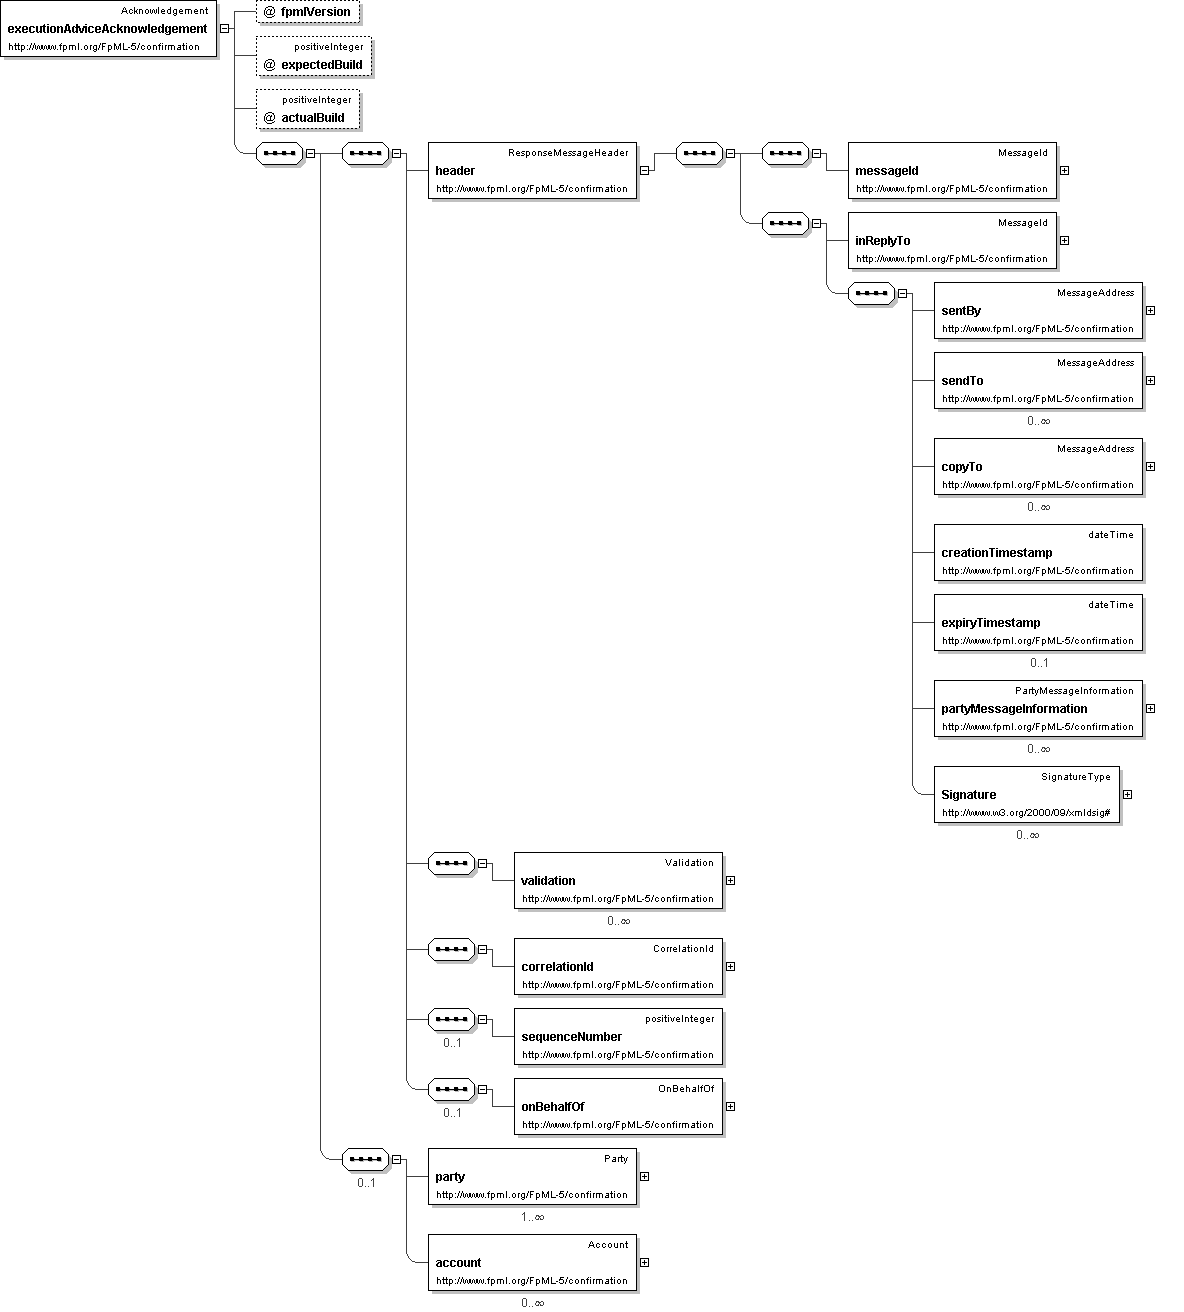 Acknowledgement
executionAdviceAcknowledgement
http://www.fpml.org/FpML-5/confirmation
@ fpmlVersion
positiveInteger
@ expectedBuild
positiveInteger
@ actualBuild
ResponseMessageHeader
header
http://www.fpml.org/FpML-5/confirmation
MessageId
messageId
http://www.fpml.org/FpML-5/confirmation
MessageId
inReplyTo
http://www.fpml.org/FpML-5/confirmation
MessageAddress
sentBy
http://www.fpml.org/FpML-5/confirmation
MessageAddress
sendTo
http://www.fpml.org/FpML-5/confirmation
0..∞
MessageAddress
copyTo
http://www.fpml.org/FpML-5/confirmation
0..∞
dateTime
creationTimestamp
http://www.fpml.org/FpML-5/confirmation
dateTime
expiryTimestamp
http://www.fpml.org/FpML-5/confirmation
0..1
PartyMessageInformation
partyMessageInformation
http://www.fpml.org/FpML-5/confirmation
0..∞
SignatureType
Signature
http://www.w3.org/2000/09/xmldsig#
0..∞
Validation
validation
http://www.fpml.org/FpML-5/confirmation
0..∞
CorrelationId
correlationId
http://www.fpml.org/FpML-5/confirmation
positiveInteger
sequenceNumber
http://www.fpml.org/FpML-5/confirmation
0..1
OnBehalfOf
onBehalfOf
http://www.fpml.org/FpML-5/confirmation
0..1
Party
party
http://www.fpml.org/FpML-5/confirmation
0..1
1..∞
Account
account
http://www.fpml.org/FpML-5/confirmation
0..∞